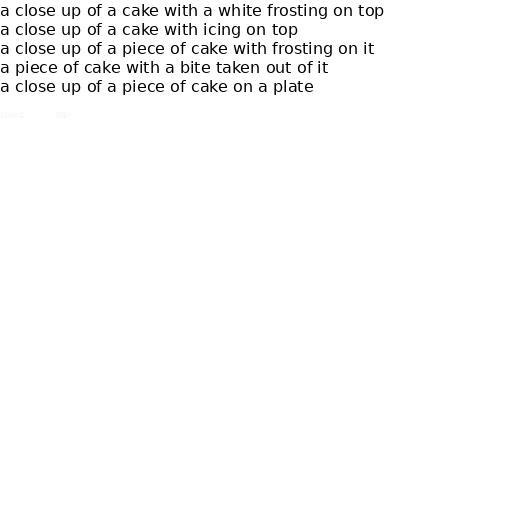 a close up of a cake with a white frosting on top
a close up of a cake with icing on top
a close up of a piece of cake with frosting on it
a piece of cake with a bite taken out of it
a close up of a piece of cake on a plate